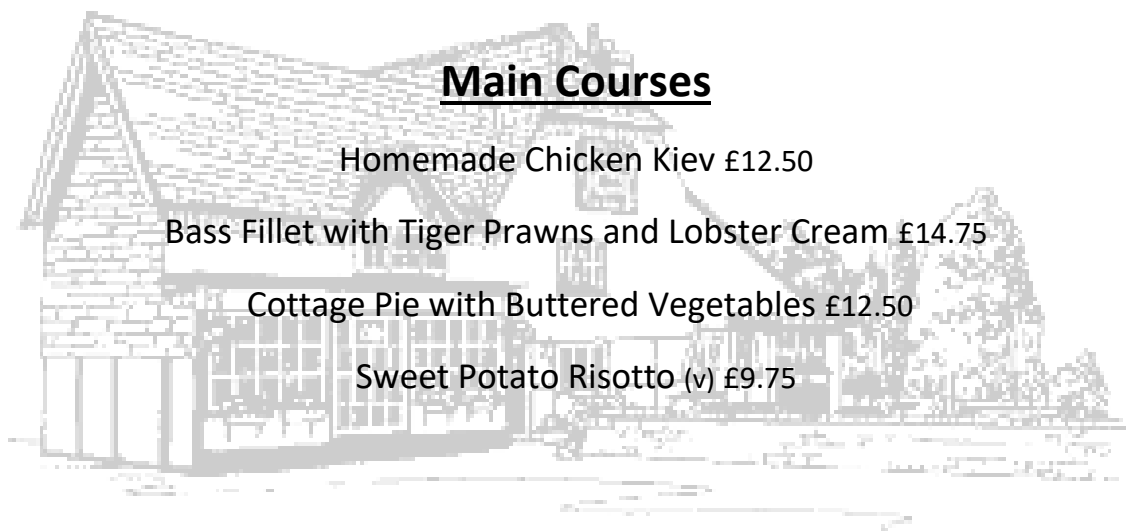 Main Courses
Homemade Chicken Kiev £12.50
Bass Fillet with Tiger Prawns and Lobster Cream £14.75
Cottage Pie with Buttered Vegetables £12.50
Sweet Potato Risotto (v) £9.75